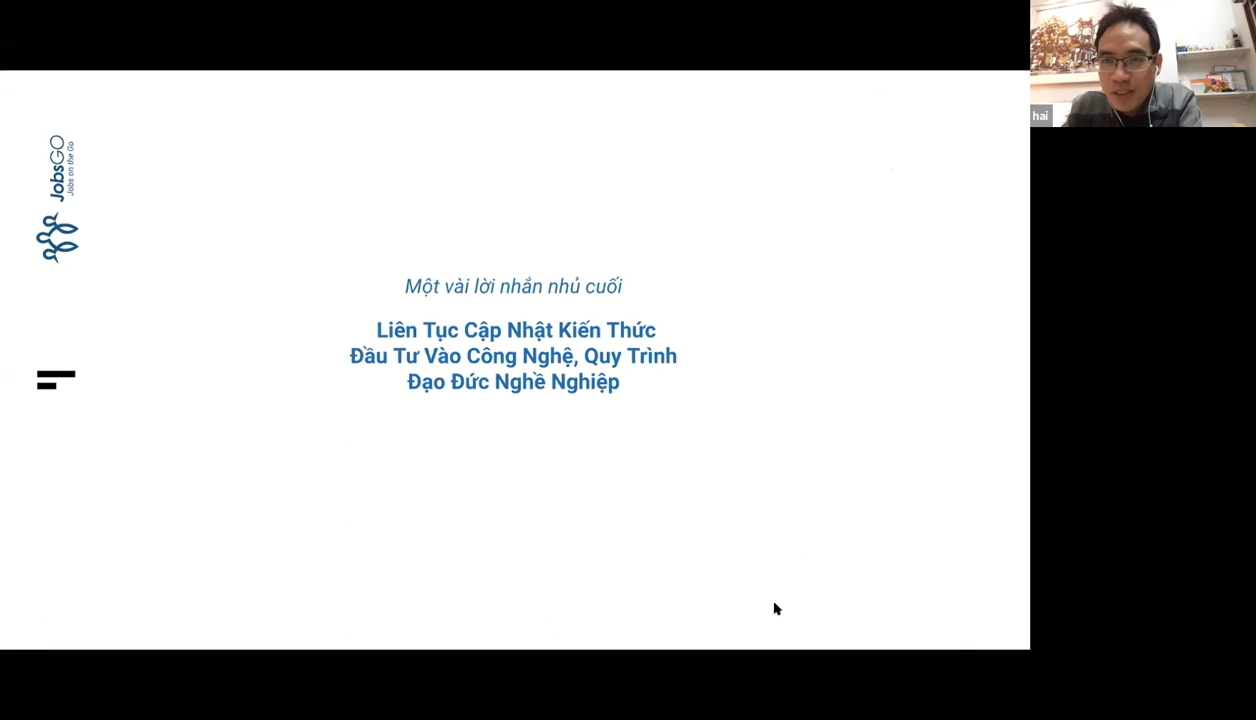 JobsGO
Jobs on the Go
Một vài lời nhắn nhủ cuối
Liên Tục Cập Nhật Kiến Thức
Đầu Tư Vào Công Nghệ, Quy Trình
Đạo Đức Nghề Nghiệp
hai